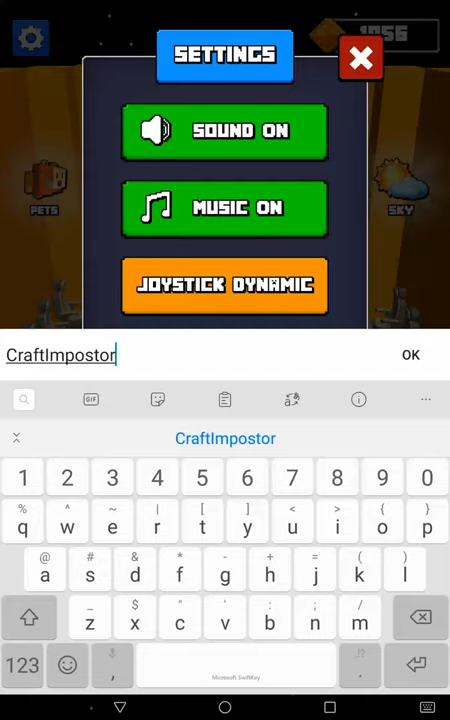 SETTINGS
SOUND ON
MUSIC ON
PETS
SKY
JOYSTICK DYNAMIC
CraftImpostor
OK
GIF
CraftImpostor
1 2 3 4 5 6 7 8 9 0
% ^ ~ | [ ] < > { }
q w e r t y u i o p
@ # & * - + = ( )
a s d f g h j k l
_ $ " ' : ; /
z x c v b n m
123 , .
Microsoft SwiftKey